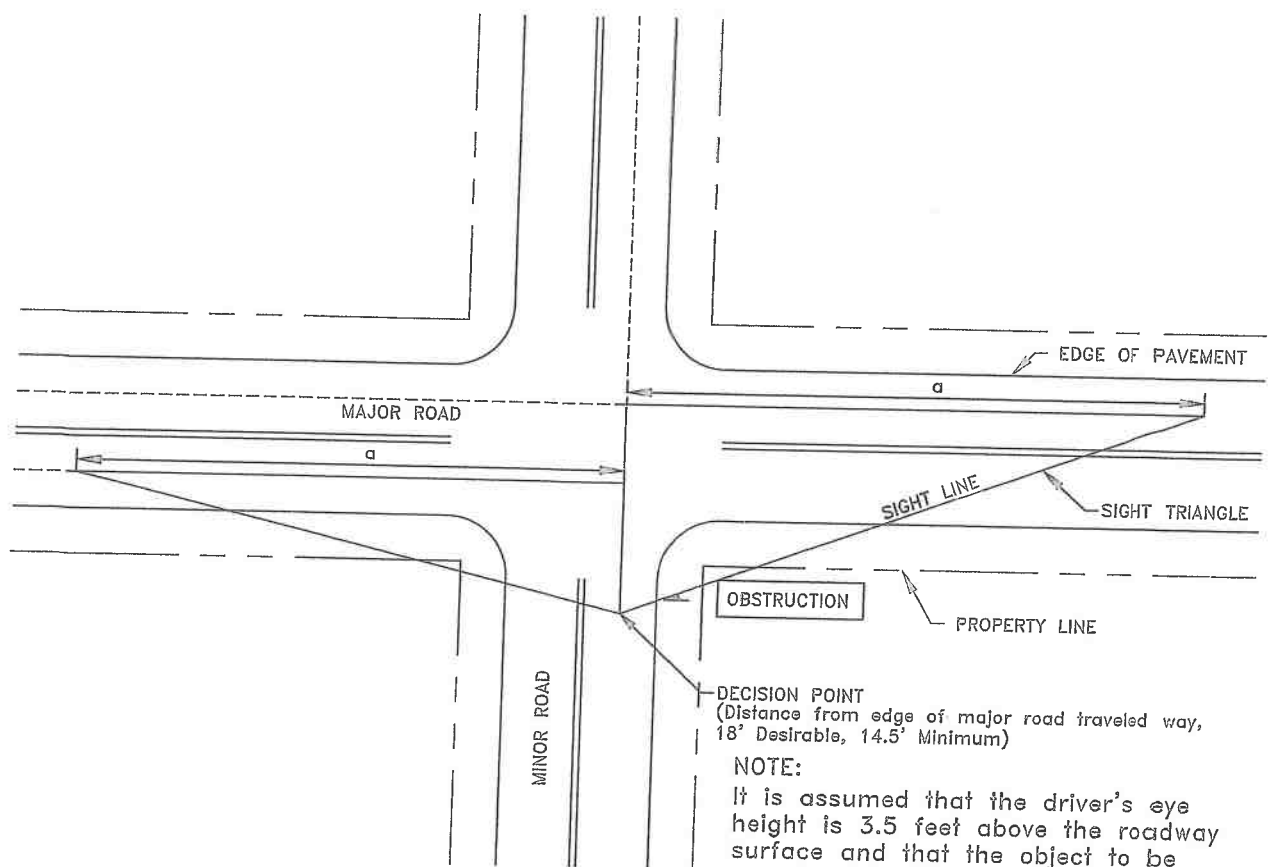 EDGE OF PAVEMENT
a
MAJOR ROAD
a
SIGHT LINE
SIGHT TRIANGLE
OBSTRUCTION
PROPERTY LINE
DECISION POINT
(Distance from edge of major road traveled way,
18' Desirable, 14.5' Minimum)
MINOR ROAD
NOTE:
It is assumed that the driver's eye
height is 3.5 feet above the roadway
surface and that the object to be